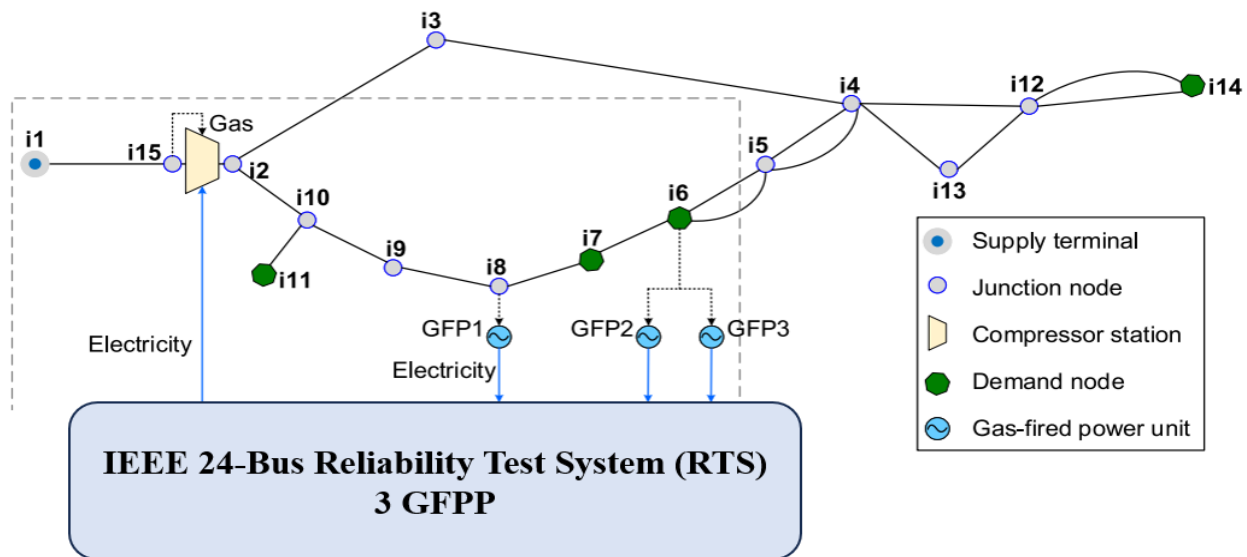 i3
i12
i14
i4
i1
Gas
i15
i2
i5
i13
i10
i6
i7
i9
i8
i11
Supply terminal
Junction node
Compressor station
Demand node
Gas-fired power unit
GFP1
GFP2
GFP3
Electricity
Electricity
IEEE 24-Bus Reliability Test System (RTS)
3 GFPP